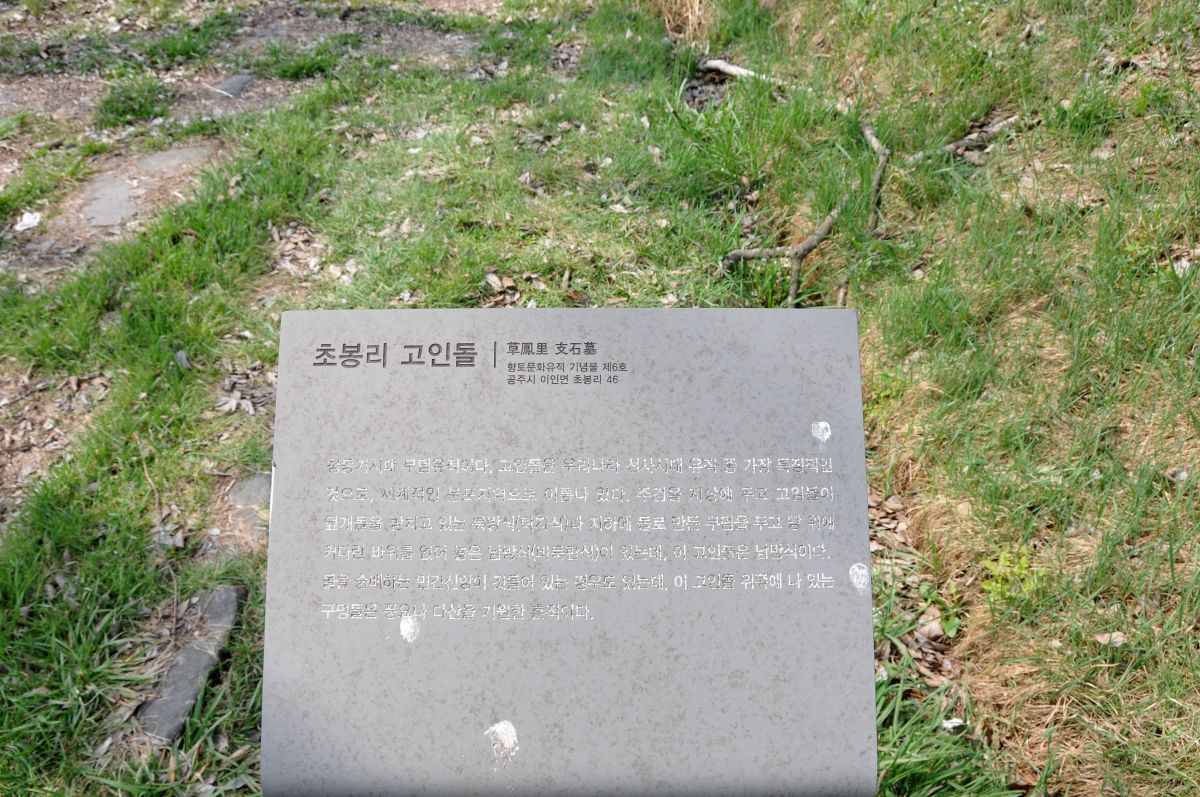 초봉리 고인돌
草鳳里 支石墓
향토문화유적 기념물 제6호
공주시 이인면 초봉리 46
청동기시대 무덤유적이다. 고인돌은 우리나라 선사시대 유적 중 가장 특징적인
것으로, 세계적인 분포지역으로 이름나 있다. 주검을 지상에 두고 고임돌이
덮개돌을 받치고 있는 북방식(탁자식)과 지하에 돌로 만든 무덤을 두고 땅 위에
커다란 바위를 얹어 놓은 남방식(바둑판식)이 있는데, 이 고인돌은 남방식이다.
돌을 숭배하는 민간신앙이 깃들어 있는 경우도 있는데, 이 고인돌 위쪽에 나 있는
구멍들은 풍요나 다산을 기원한 흔적이다.